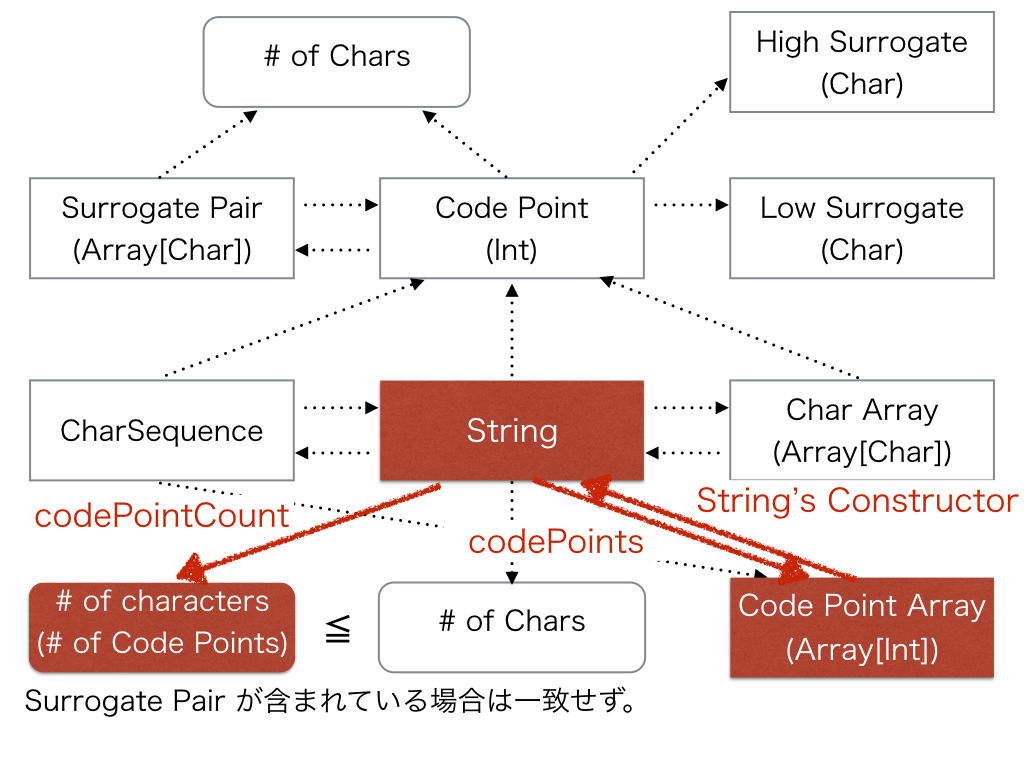 # of Chars
High Surrogate
(Char)
Surrogate Pair
(Array[Char])
Code Point
(Int)
Low Surrogate
(Char)
CharSequence
String
Char Array
(Array[Char])
codePointCount
codePoints
String's Constructor
# of characters
(# of Code Points)
≦
# of Chars
Code Point Array
(Array[Int])
Surrogate Pair が含まれている場合は一致せず。